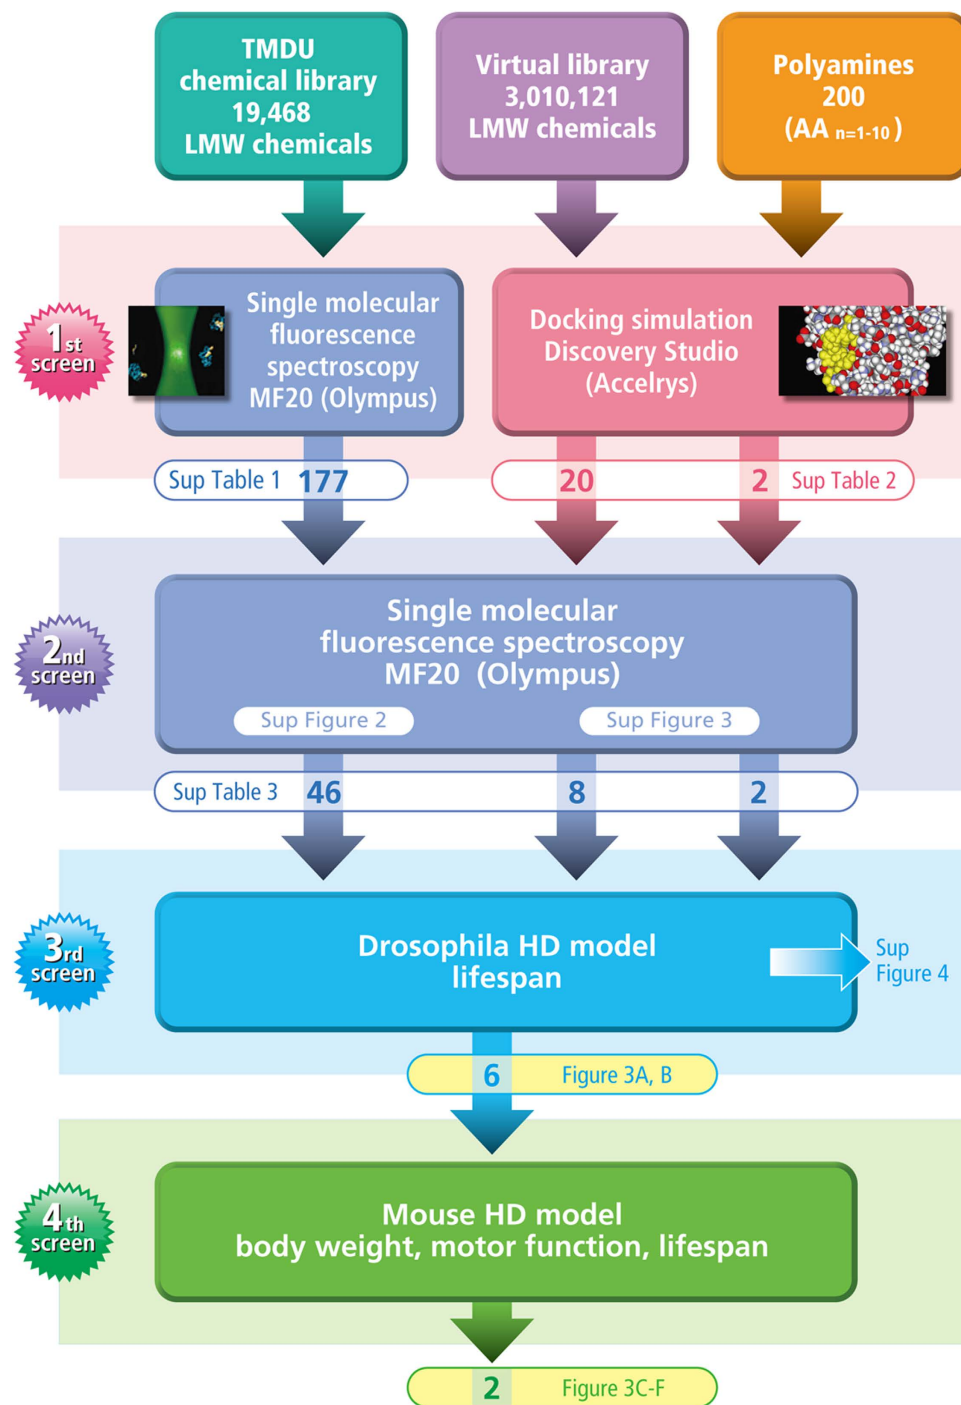 TMDU
chemical library
19,468
LMW chemicals
Virtual library
3,010,121
LMW chemicals
Polyamines
200
(AA n=1-10 )
1st
screen
Single molecular
fluorescence
spectroscopy
MF20 (Olympus)
Docking simulation
Discovery Studio
(Accelrys)
Sup Table 1 177
20 2 Sup Table 2
2nd
screen
Single molecular
fluorescence spectroscopy
MF20 (Olympus)
Sup Figure 2 Sup Figure 3
Sup Table 3 46 8 2
3rd
screen
Drosophila HD model
lifespan
Sup
Figure 4
6 Figure 3A, B
4th
screen
Mouse HD model
body weight, motor function, lifespan
2 Figure 3C-F